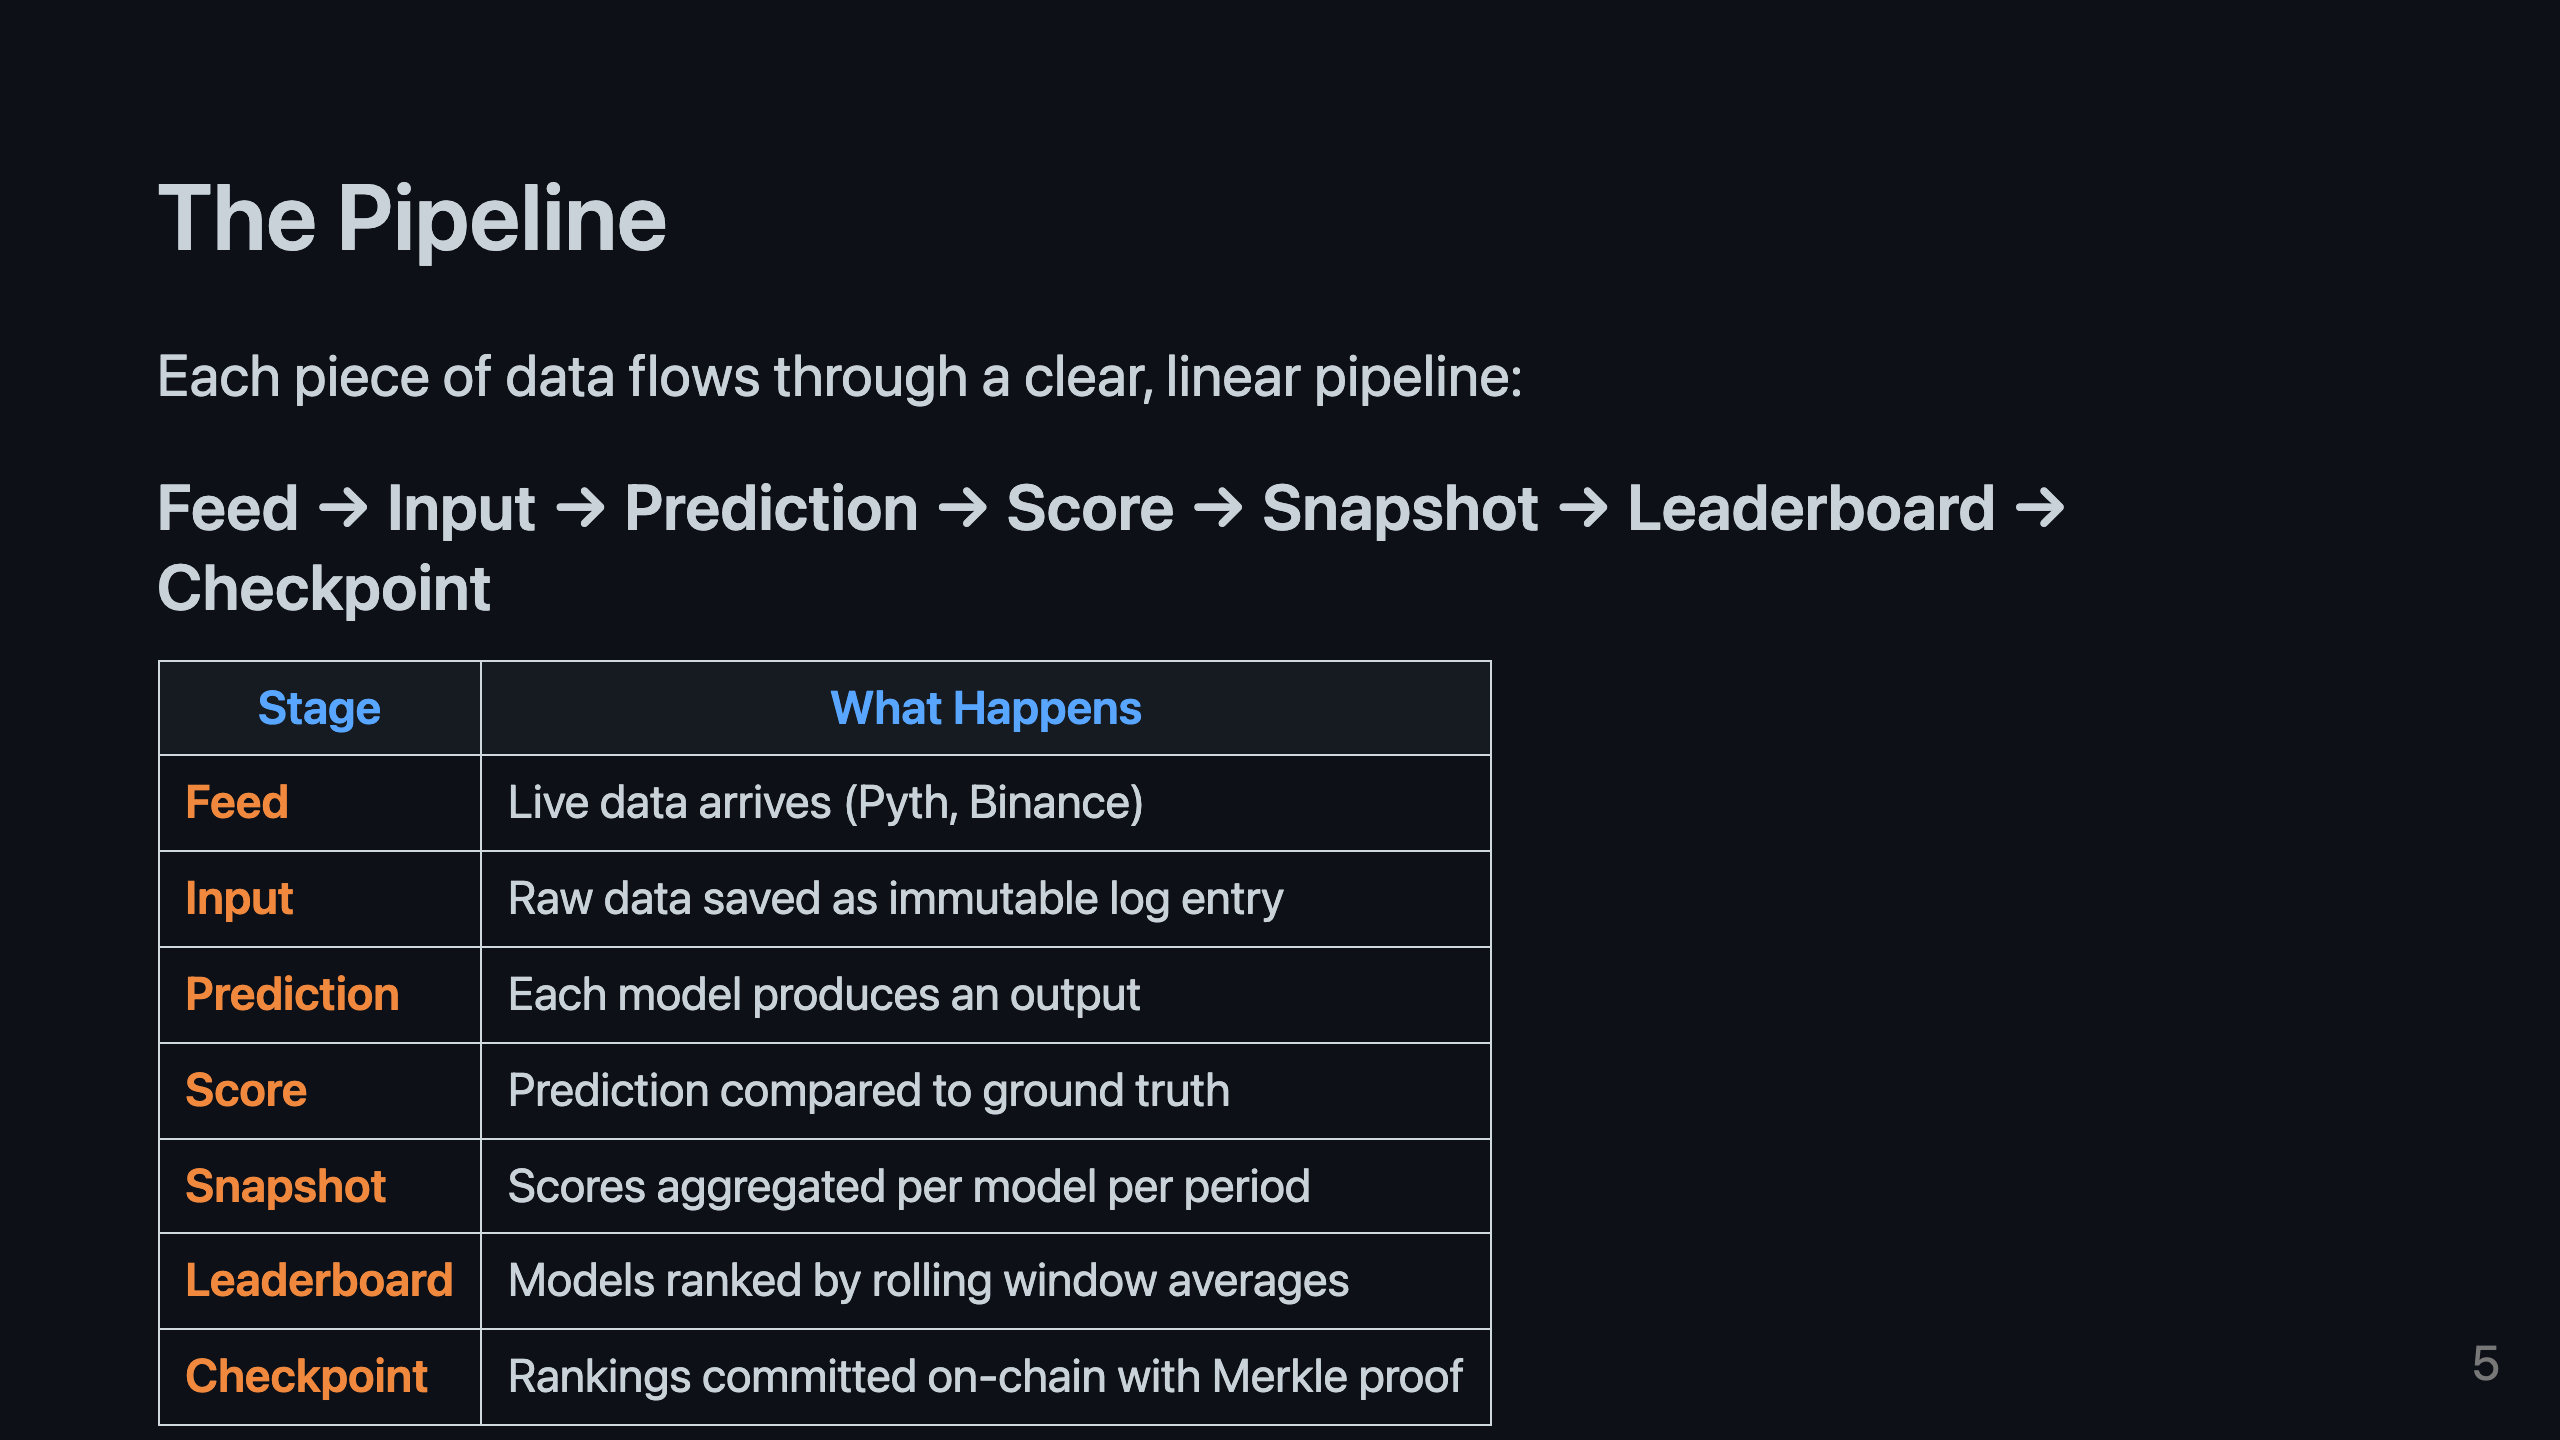 The Pipeline
Each piece of data flows through a clear, linear pipeline:
Feed → Input → Prediction → Score → Snapshot → Leaderboard →
Checkpoint
Stage What Happens
Feed Live data arrives (Pyth, Binance)
Input Raw data saved as immutable log entry
Prediction Each model produces an output
Score Prediction compared to ground truth
Snapshot Scores aggregated per model per period
Leaderboard Models ranked by rolling window averages
Checkpoint Rankings committed on-chain with Merkle proof
5